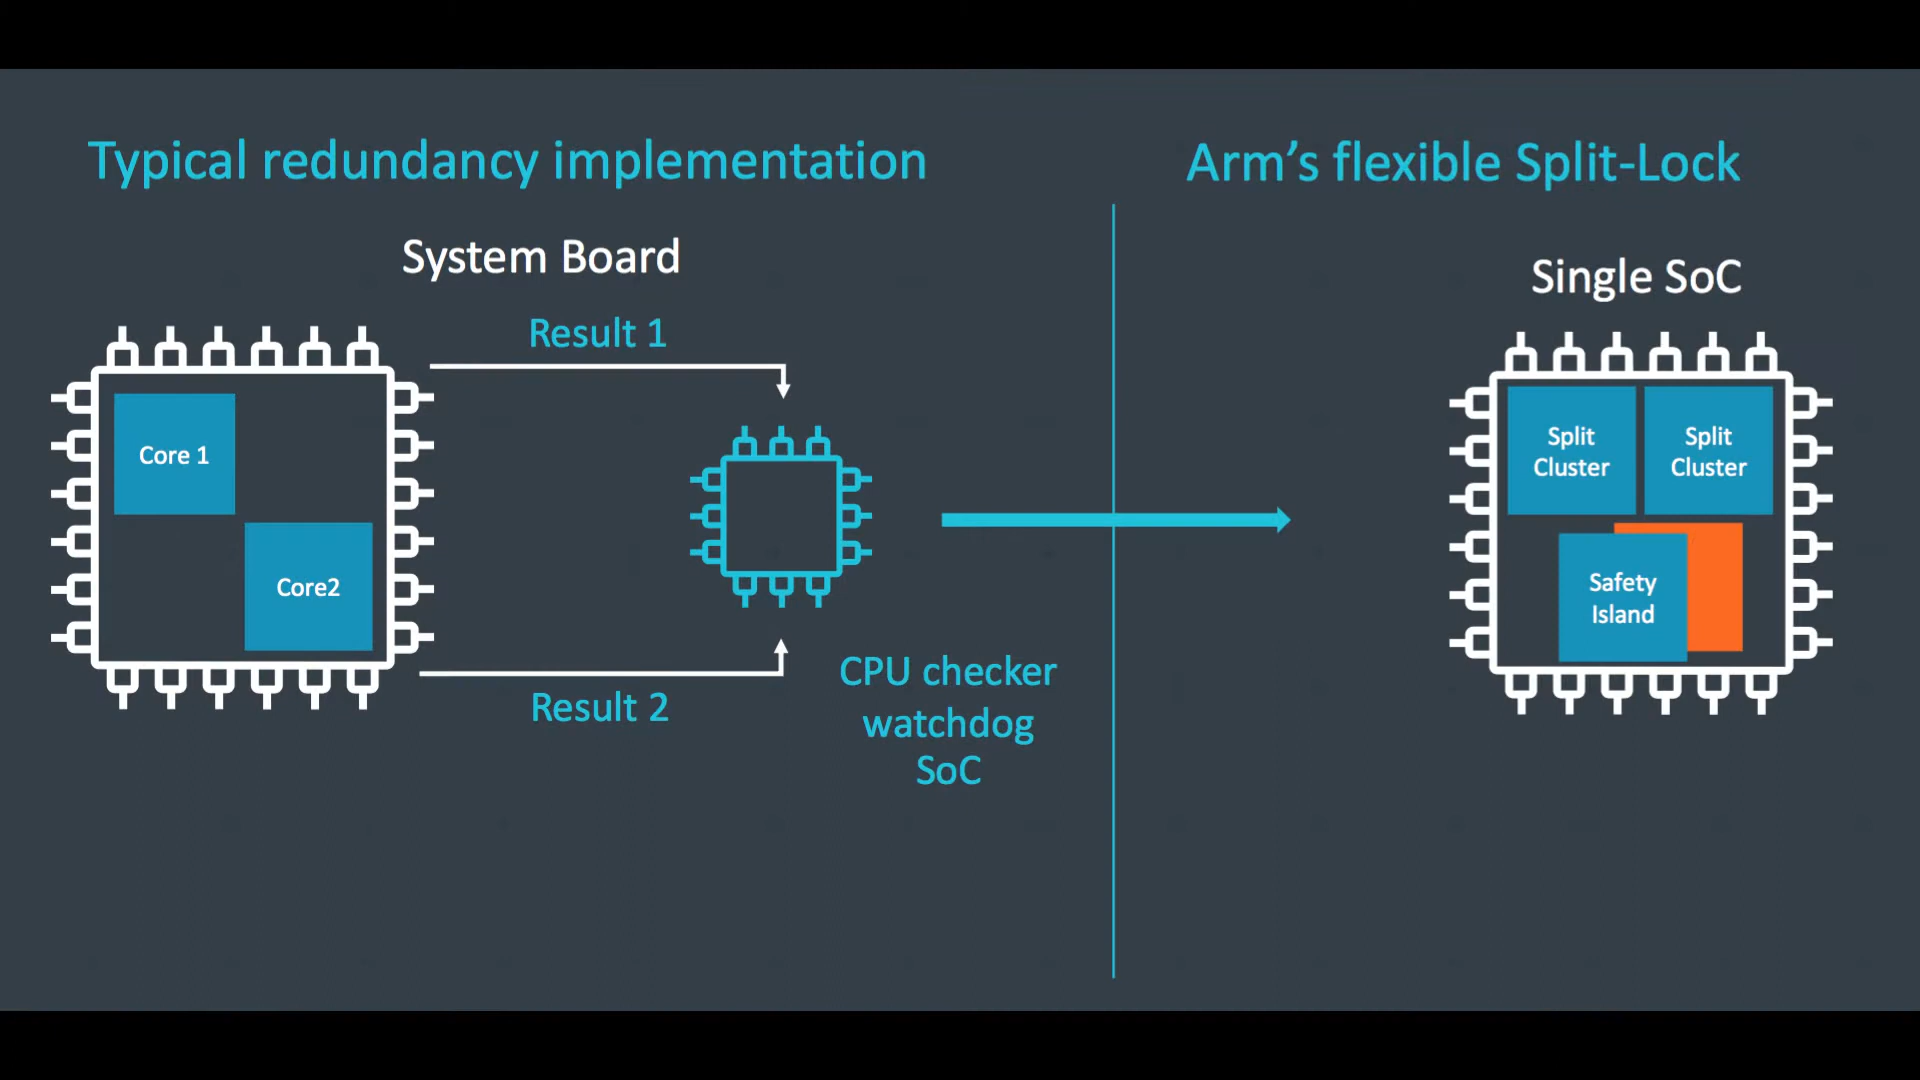 Typical redundancy implementation
System Board
Result 1
Core 1
Core2
Result 2
CPU checker
watchdog
SoC
Arm's flexible Split-Lock
Single SoC
Split
Cluster
Split
Cluster
Safety
Island